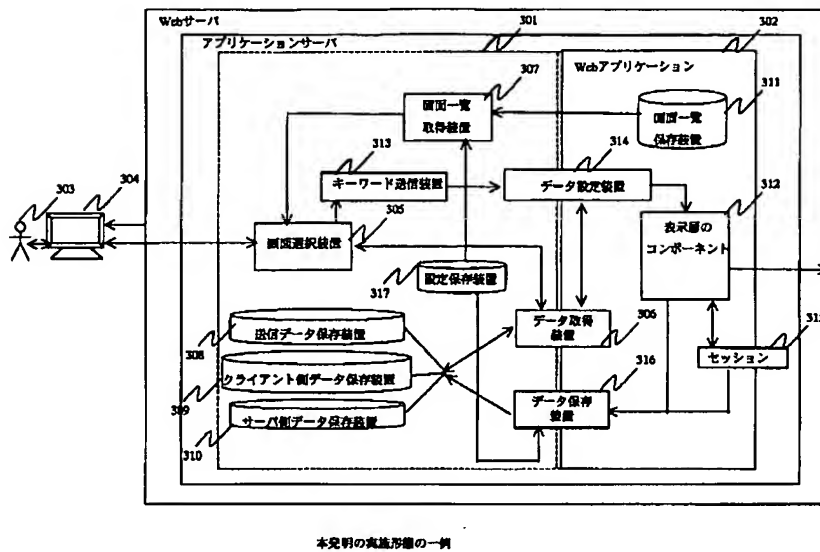 Webサーバ
アプリケーションサーバ
301
302
Webアプリケーション
307
画面一覧
取得装置
311
画面一覧
保存装置
313
キーワード送信装置
314
データ設定装置
312
表示層の
コンポーネント
303
304
305
画面選択装置
317
設定保存装置
308
送信データ保存装置
データ取得
装置
306
315
セッション
309
クライアント側データ保存装置
316
データ保存
装置
310
サーバ側データ保存装置
本発明の実施形態の一例